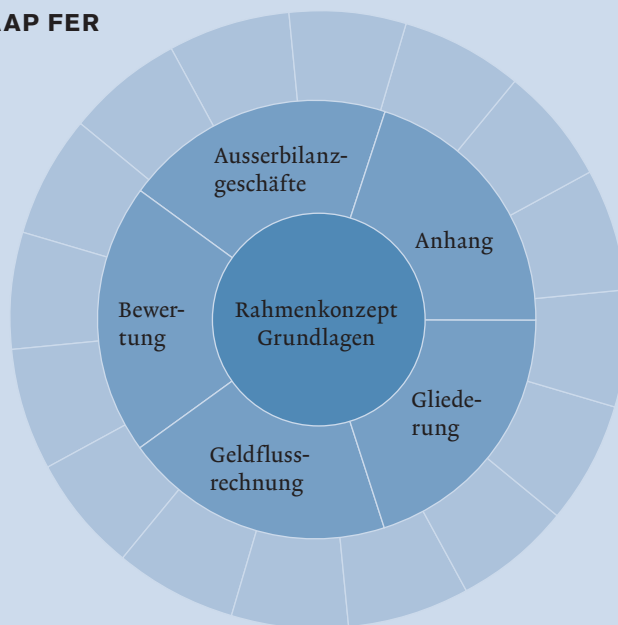 AP FER
Ausserbilanz-
geschäfte
Anhang
Bewer-
tung
Rahmenkonzept
Grundlagen
Gliede-
rung
Geldfluss-
rechnung